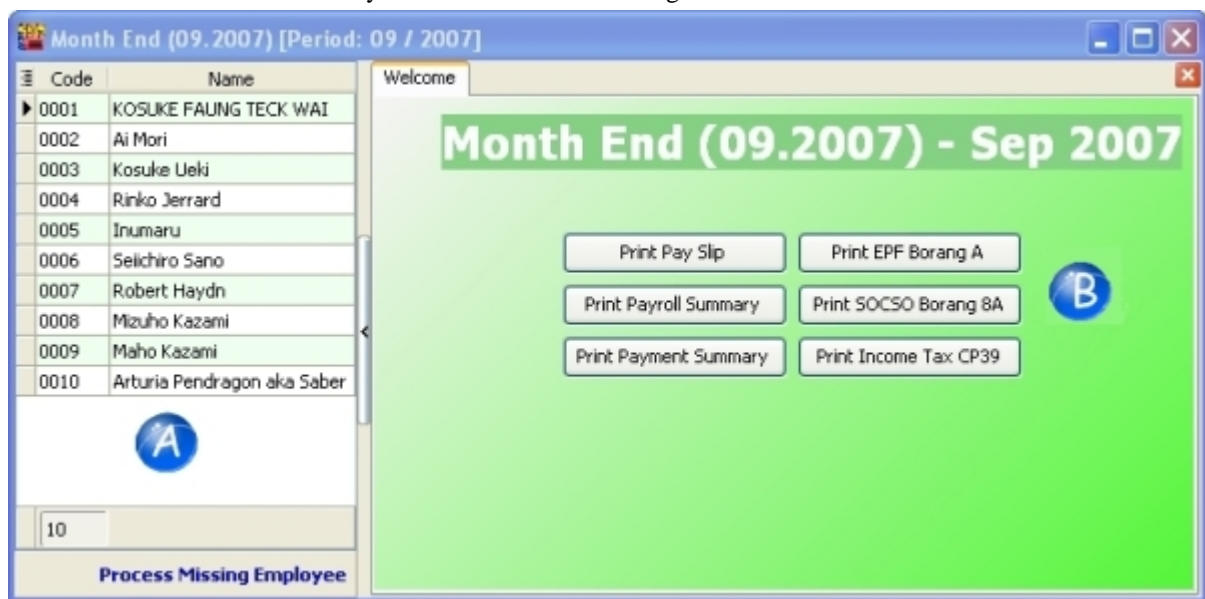 Month End (09.2007) [Period: 09 / 2007]
Code Name
0001 KOSUKE FAUNG TECK WAI
0002 Ai Mori
0003 Kosuke Ueki
0004 Rinko Jerrard
0005 Inumaru
0006 Seiichiro Sano
0007 Robert Haydn
0008 Mizuho Kazami
0009 Maho Kazami
0010 Arturia Pendragon aka Saber
A
10
Process Missing Employee
Welcome
Month End (09.2007) - Sep 2007
Print Pay Slip Print EPF Borang A
Print Payroll Summary Print SOCSO Borang 8A
Print Payment Summary Print Income Tax CP39
B